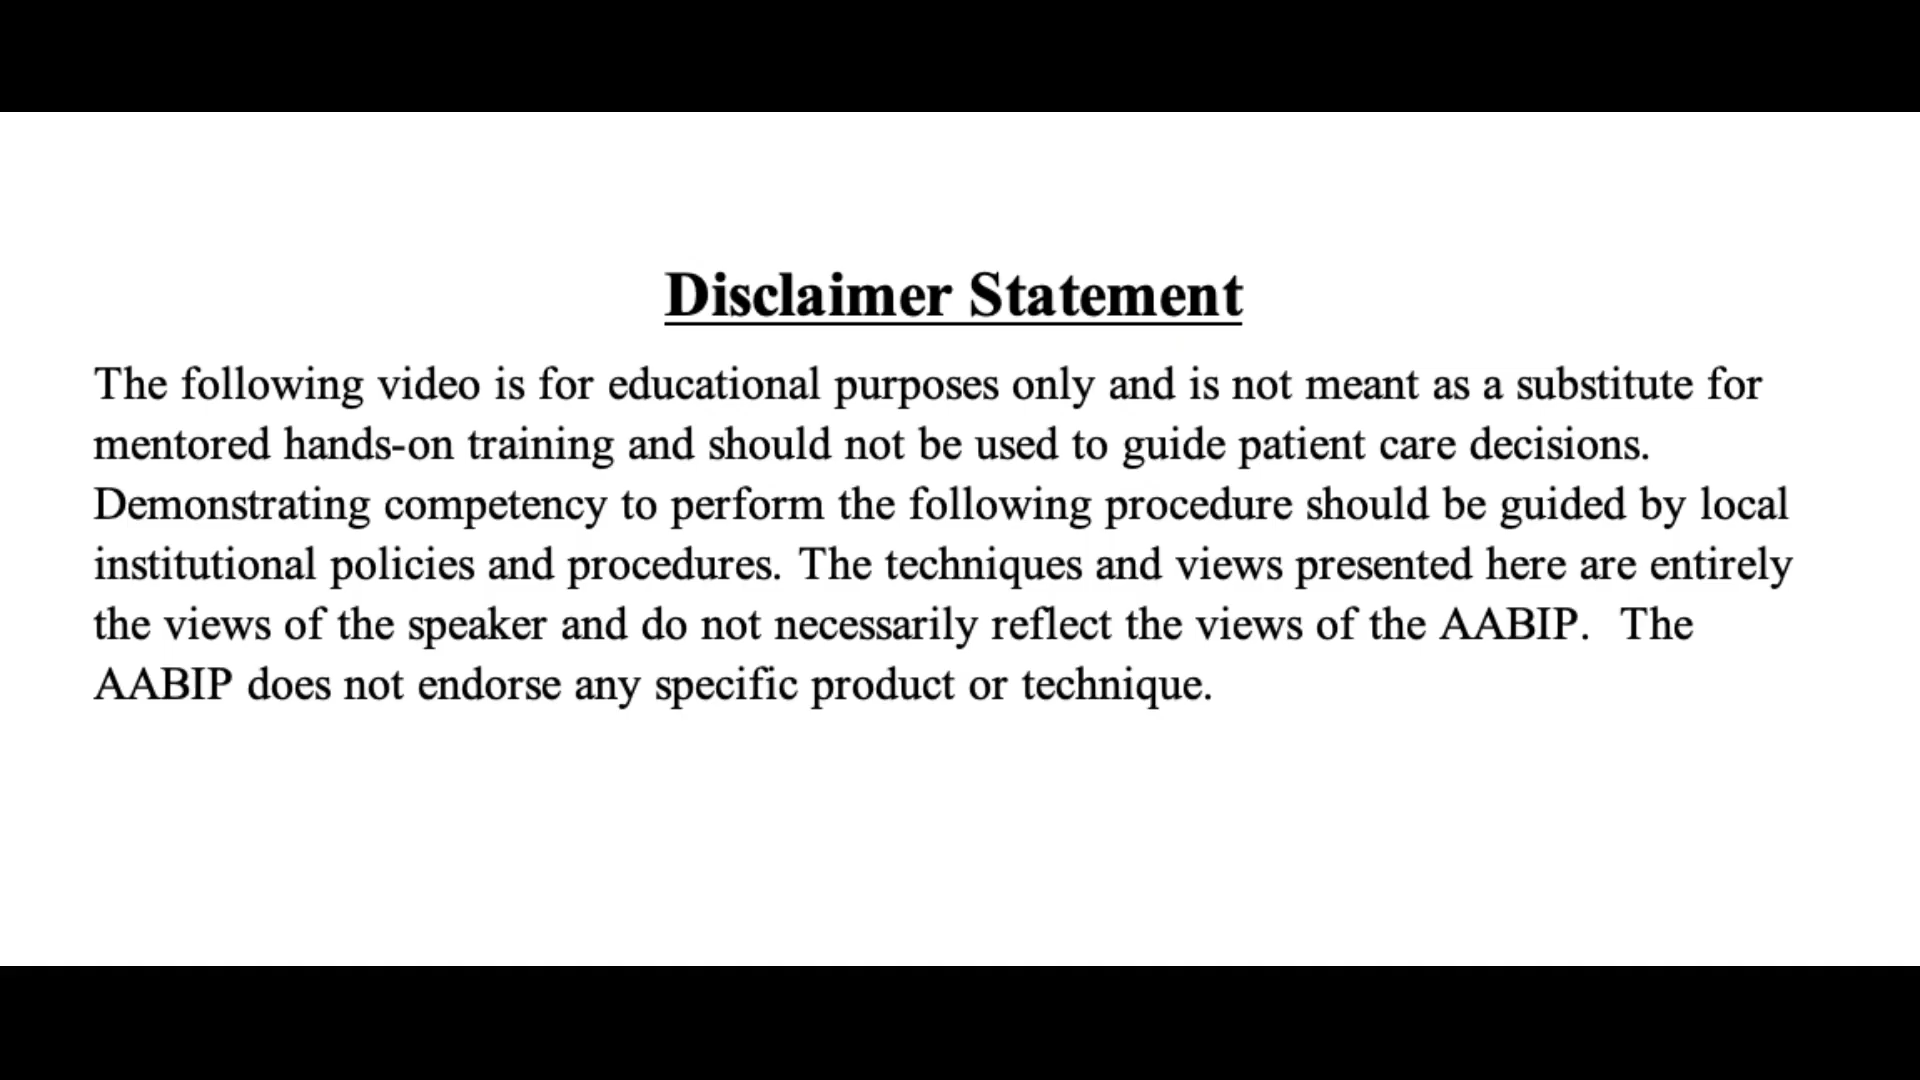 Disclaimer Statement
The following video is for educational purposes only and is not meant as a substitute for
mentored hands-on training and should not be used to guide patient care decisions.
Demonstrating competency to perform the following procedure should be guided by local
institutional policies and procedures. The techniques and views presented here are entirely
the views of the speaker and do not necessarily reflect the views of the AABIP.  The
AABIP does not endorse any specific product or technique.